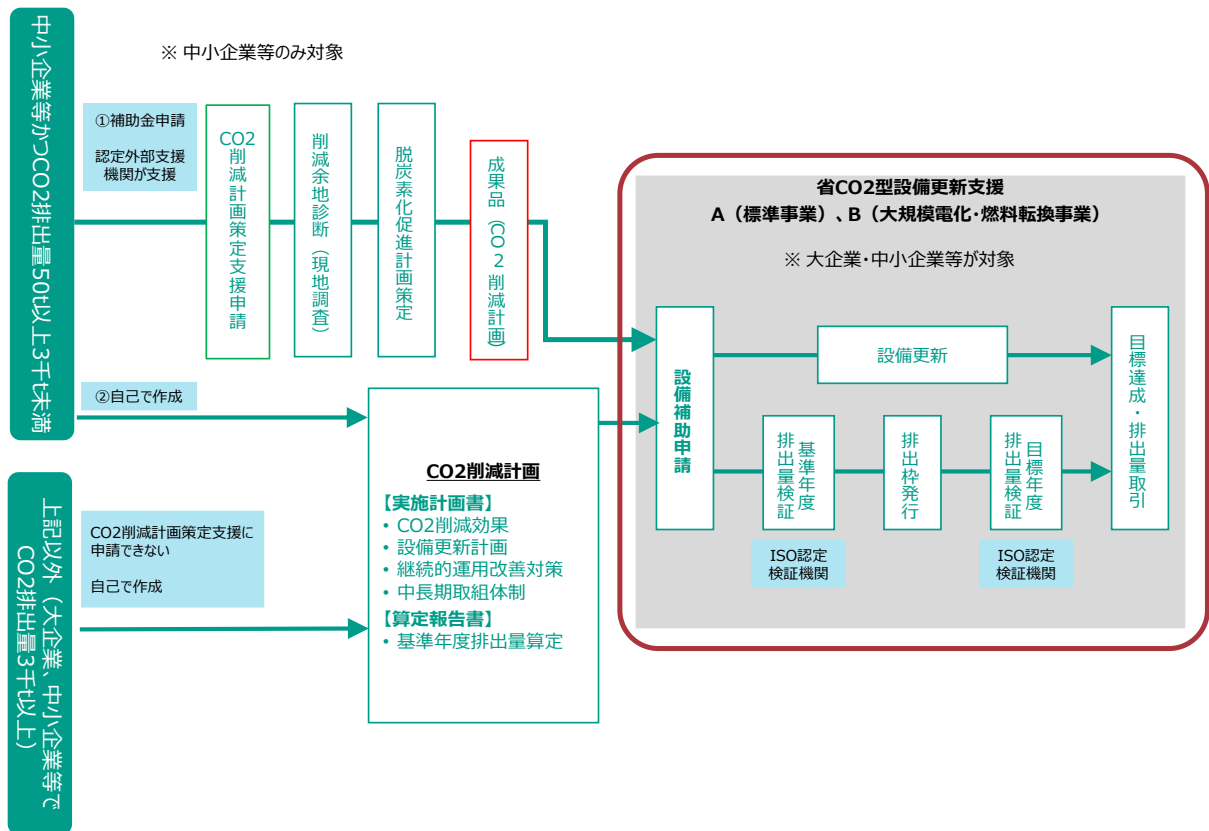 中小企業等かつCO2排出量50t以上3千t未満
※ 中小企業等のみ対象
①補助金申請
認定外部支援
機関が支援
CO2削減計画策定支援申請
削減余地診断（現地調査）
脱炭素化促進計画策定
成果品（CO2削減計画）
②自己で作成
上記以外（大企業、中小企業等で
CO2排出量3千t以上）
CO2削減計画策定支援に
申請できない
自己で作成
CO2削減計画
【実施計画書】
• CO2削減効果
• 設備更新計画
• 継続的運用改善対策
• 中長期取組体制
【算定報告書】
• 基準年度排出量算定
省CO2型設備更新支援
A（標準事業）、B（大規模電化・燃料転換事業）
※ 大企業・中小企業等が対象
設備補助申請
設備更新
基準年度
排出量検証
排出枠発行
目標年度
排出量検証
目標達成・排出量取引
ISO認定
検証機関
ISO認定
検証機関